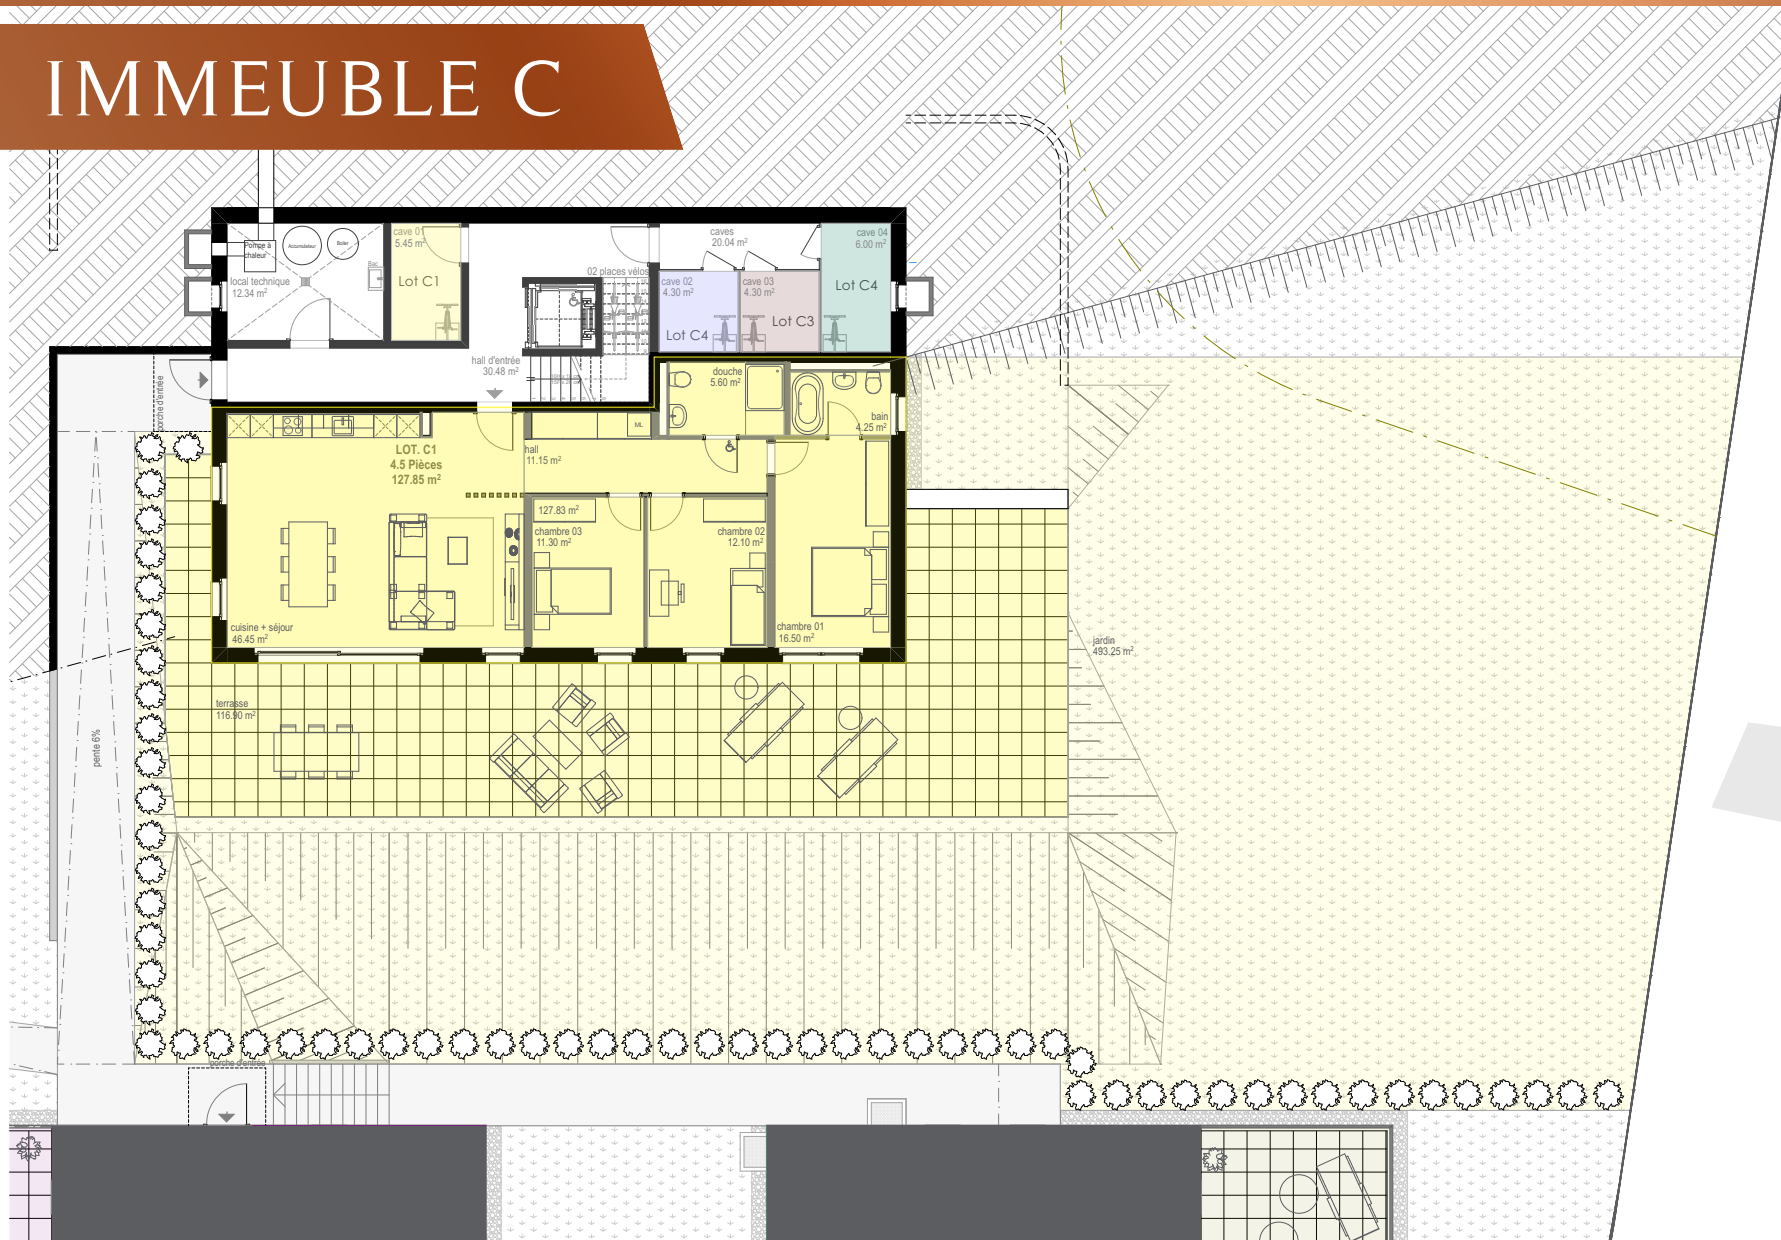 IMMEUBLE C
Pompe à
chaleur
Accumulateur
Boiler
local technique
12.34 m²
cave 01
5.45 m²
Lot C1
02 places vélos
caves
20.04 m²
cave 02
4.30 m²
Lot C4
cave 03
4.30 m²
Lot C3
cave 04
6.00 m²
Lot C4
hall d'entrée
30.48 m²
porche d'entrée
douche
5.60 m²
bain
4.25 m²
ML
LOT. C1
4.5 Pièces
127.85 m²
hall
11.15 m²
127.83 m²
chambre 03
11.30 m²
chambre 02
12.10 m²
chambre 01
16.50 m²
cuisine + séjour
46.45 m²
jardin
493.25 m²
terrasse
116.90 m²
pente 6%
porche d'entrée